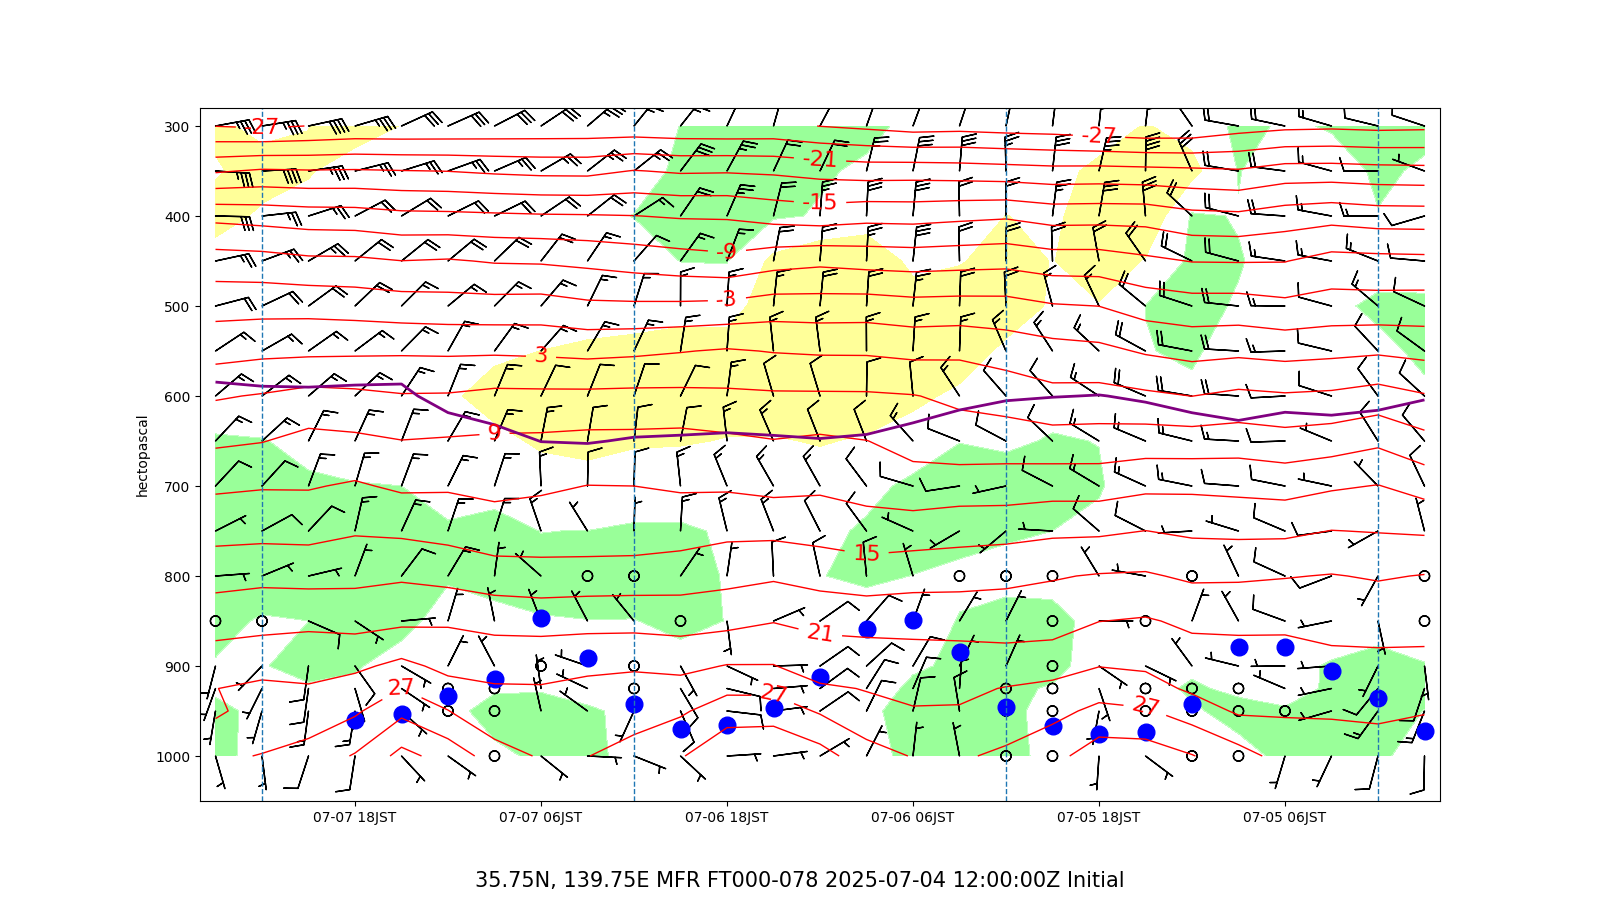 300
400
500
600
700
800
900
1000
hectopascal
-27
-27
-21
-15
-9
-3
3
9
15
21
27
27
27
07-07 18JST
07-07 06JST
07-06 18JST
07-06 06JST
07-05 18JST
07-05 06JST
35.75N, 139.75E MFR FT000-078 2025-07-04 12:00:00Z Initial